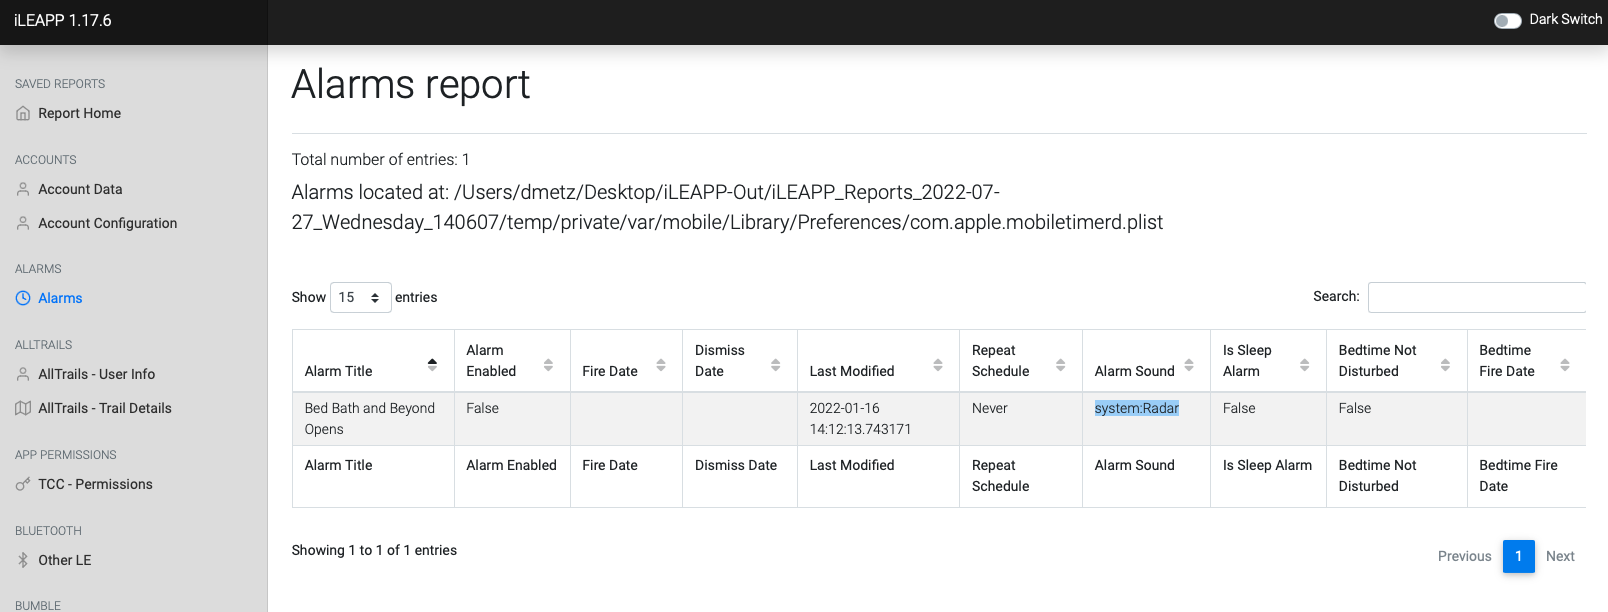 iLEAPP 1.17.6
Dark Switch
SAVED REPORTS
Report Home
ACCOUNTS
Account Data
Account Configuration
ALARMS
Alarms
ALLTRAILS
AllTrails - User Info
AllTrails - Trail Details
APP PERMISSIONS
TCC - Permissions
BLUETOOTH
Other LE
BUMBLE
Alarms report
Total number of entries: 1
Alarms located at: /Users/dmetz/Desktop/iLEAPP-Out/iLEAPP_Reports_2022-07-
27_Wednesday_140607/temp/private/var/mobile/Library/Preferences/com.apple.mobiletimerd.plist
Show 15 entries
Search:
Alarm Title
Alarm
Enabled
Fire Date
Dismiss
Date
Last Modified
Repeat
Schedule
Alarm Sound
Is Sleep
Alarm
Bedtime Not
Disturbed
Bedtime
Fire Date
Bed Bath and Beyond
Opens
False
2022-01-16
14:12:13.743171
Never
system:Radar
False
False
Alarm Title
Alarm Enabled
Fire Date
Dismiss Date
Last Modified
Repeat
Schedule
Alarm Sound
Is Sleep Alarm
Bedtime Not
Disturbed
Bedtime Fire
Date
Showing 1 to 1 of 1 entries
Previous 1 Next